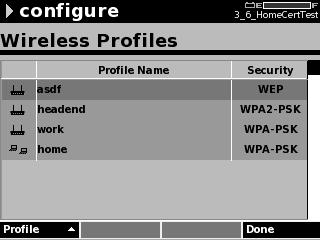 configure
E F
3_6_HomeCertTest
Wireless Profiles
Profile Name Security
asdf WEP
headend WPA2-PSK
work WPA-PSK
home WPA-PSK
Profile Done